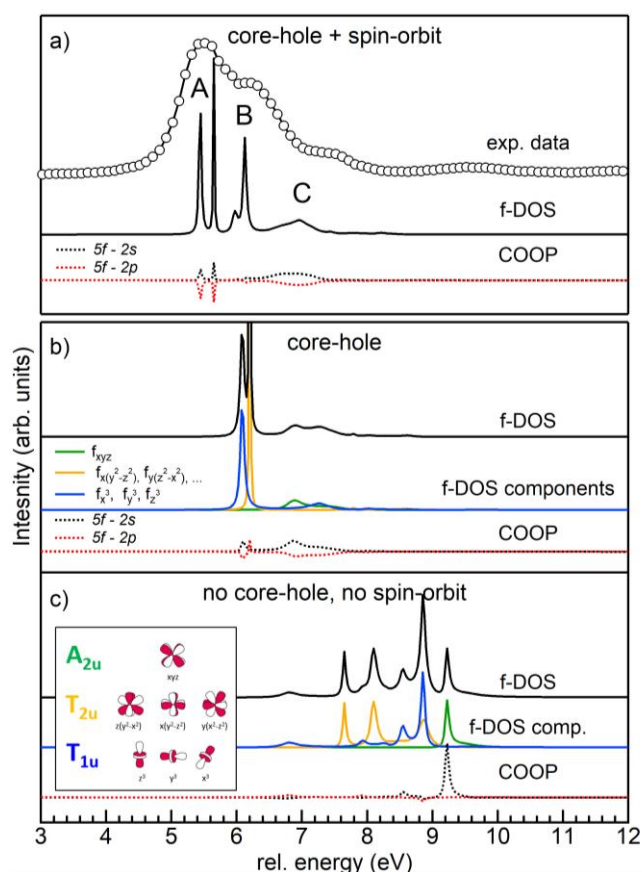 a)
core-hole + spin-orbit
A
B
C
exp. data
f-DOS
COOP
5f - 2s
5f - 2p
b)
core-hole
f-DOS
fxyz
fx(y²-z²), fy(z²-x²), ...
fx³, fy³, fz³
f-DOS components
5f - 2s
5f - 2p
COOP
c)
no core-hole, no spin-orbit
A2u
xyz
T2u
z(y²-x²) x(y²-z²) y(x²-z²)
T1u
z³ y³ x³
f-DOS
f-DOS comp.
COOP
Intesnity (arb. units)
3 4 5 6 7 8 9 10 11 12
rel. energy (eV)